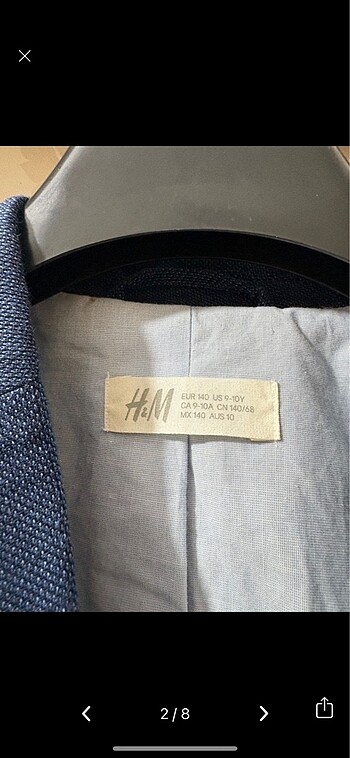 H&M
EUR 140 US 9-10Y
CA 9-10A CN 140/68
MX 140 AUS 10
2/8